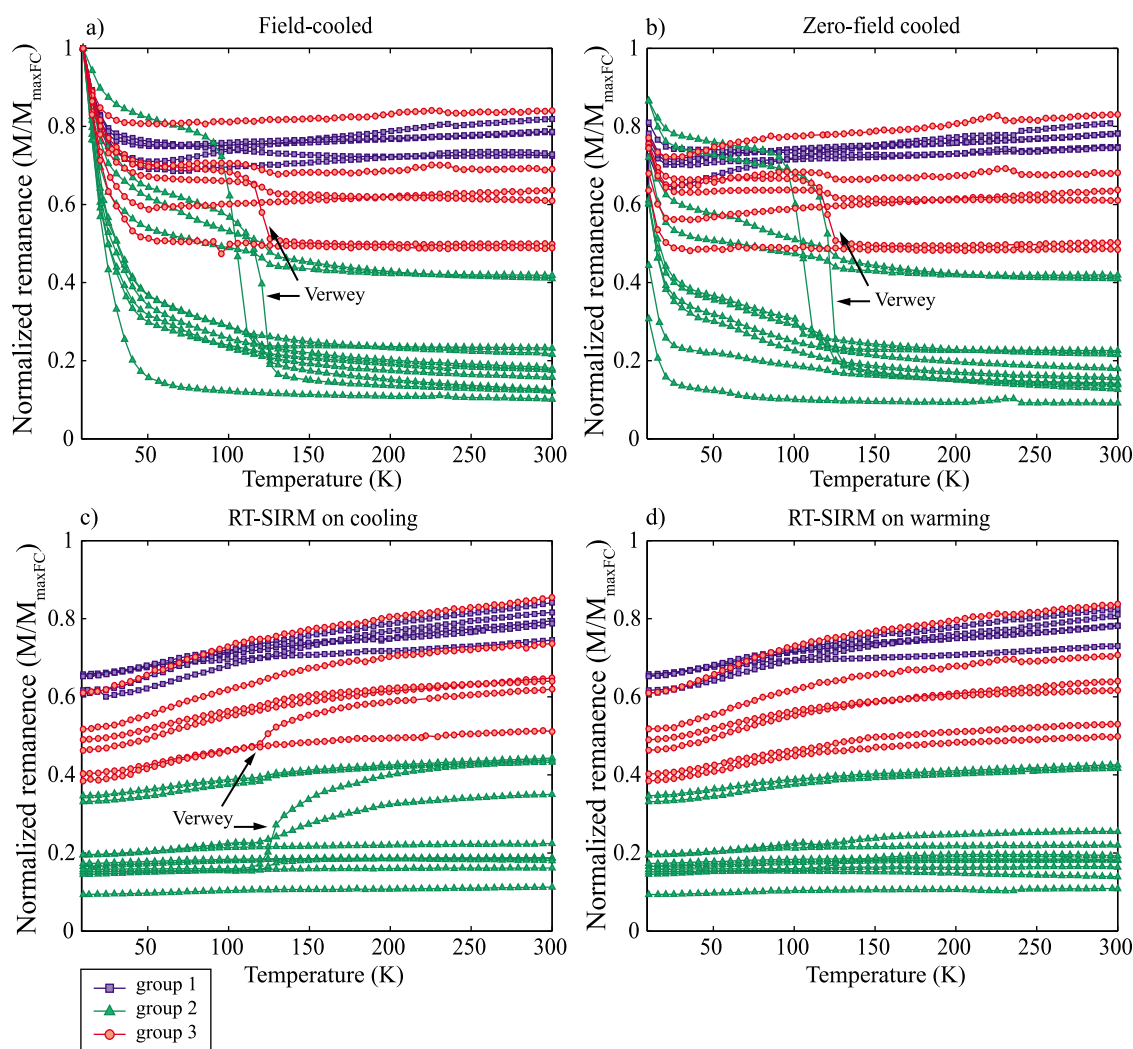 a) Field-cooled
Normalized remanence (M/M_maxFC)
1
0.8
0.6
0.4
0.2
0
Verwey
50 100 150 200 250 300
Temperature (K)
b) Zero-field cooled
Normalized remanence (M/M_maxFC)
1
0.8
0.6
0.4
0.2
0
Verwey
50 100 150 200 250 300
Temperature (K)
c) RT-SIRM on cooling
Normalized remanence (M/M_maxFC)
1
0.8
0.6
0.4
0.2
0
Verwey
50 100 150 200 250 300
Temperature (K)
d) RT-SIRM on warming
Normalized remanence (M/M_maxFC)
1
0.8
0.6
0.4
0.2
0
50 100 150 200 250 300
Temperature (K)
group 1
group 2
group 3